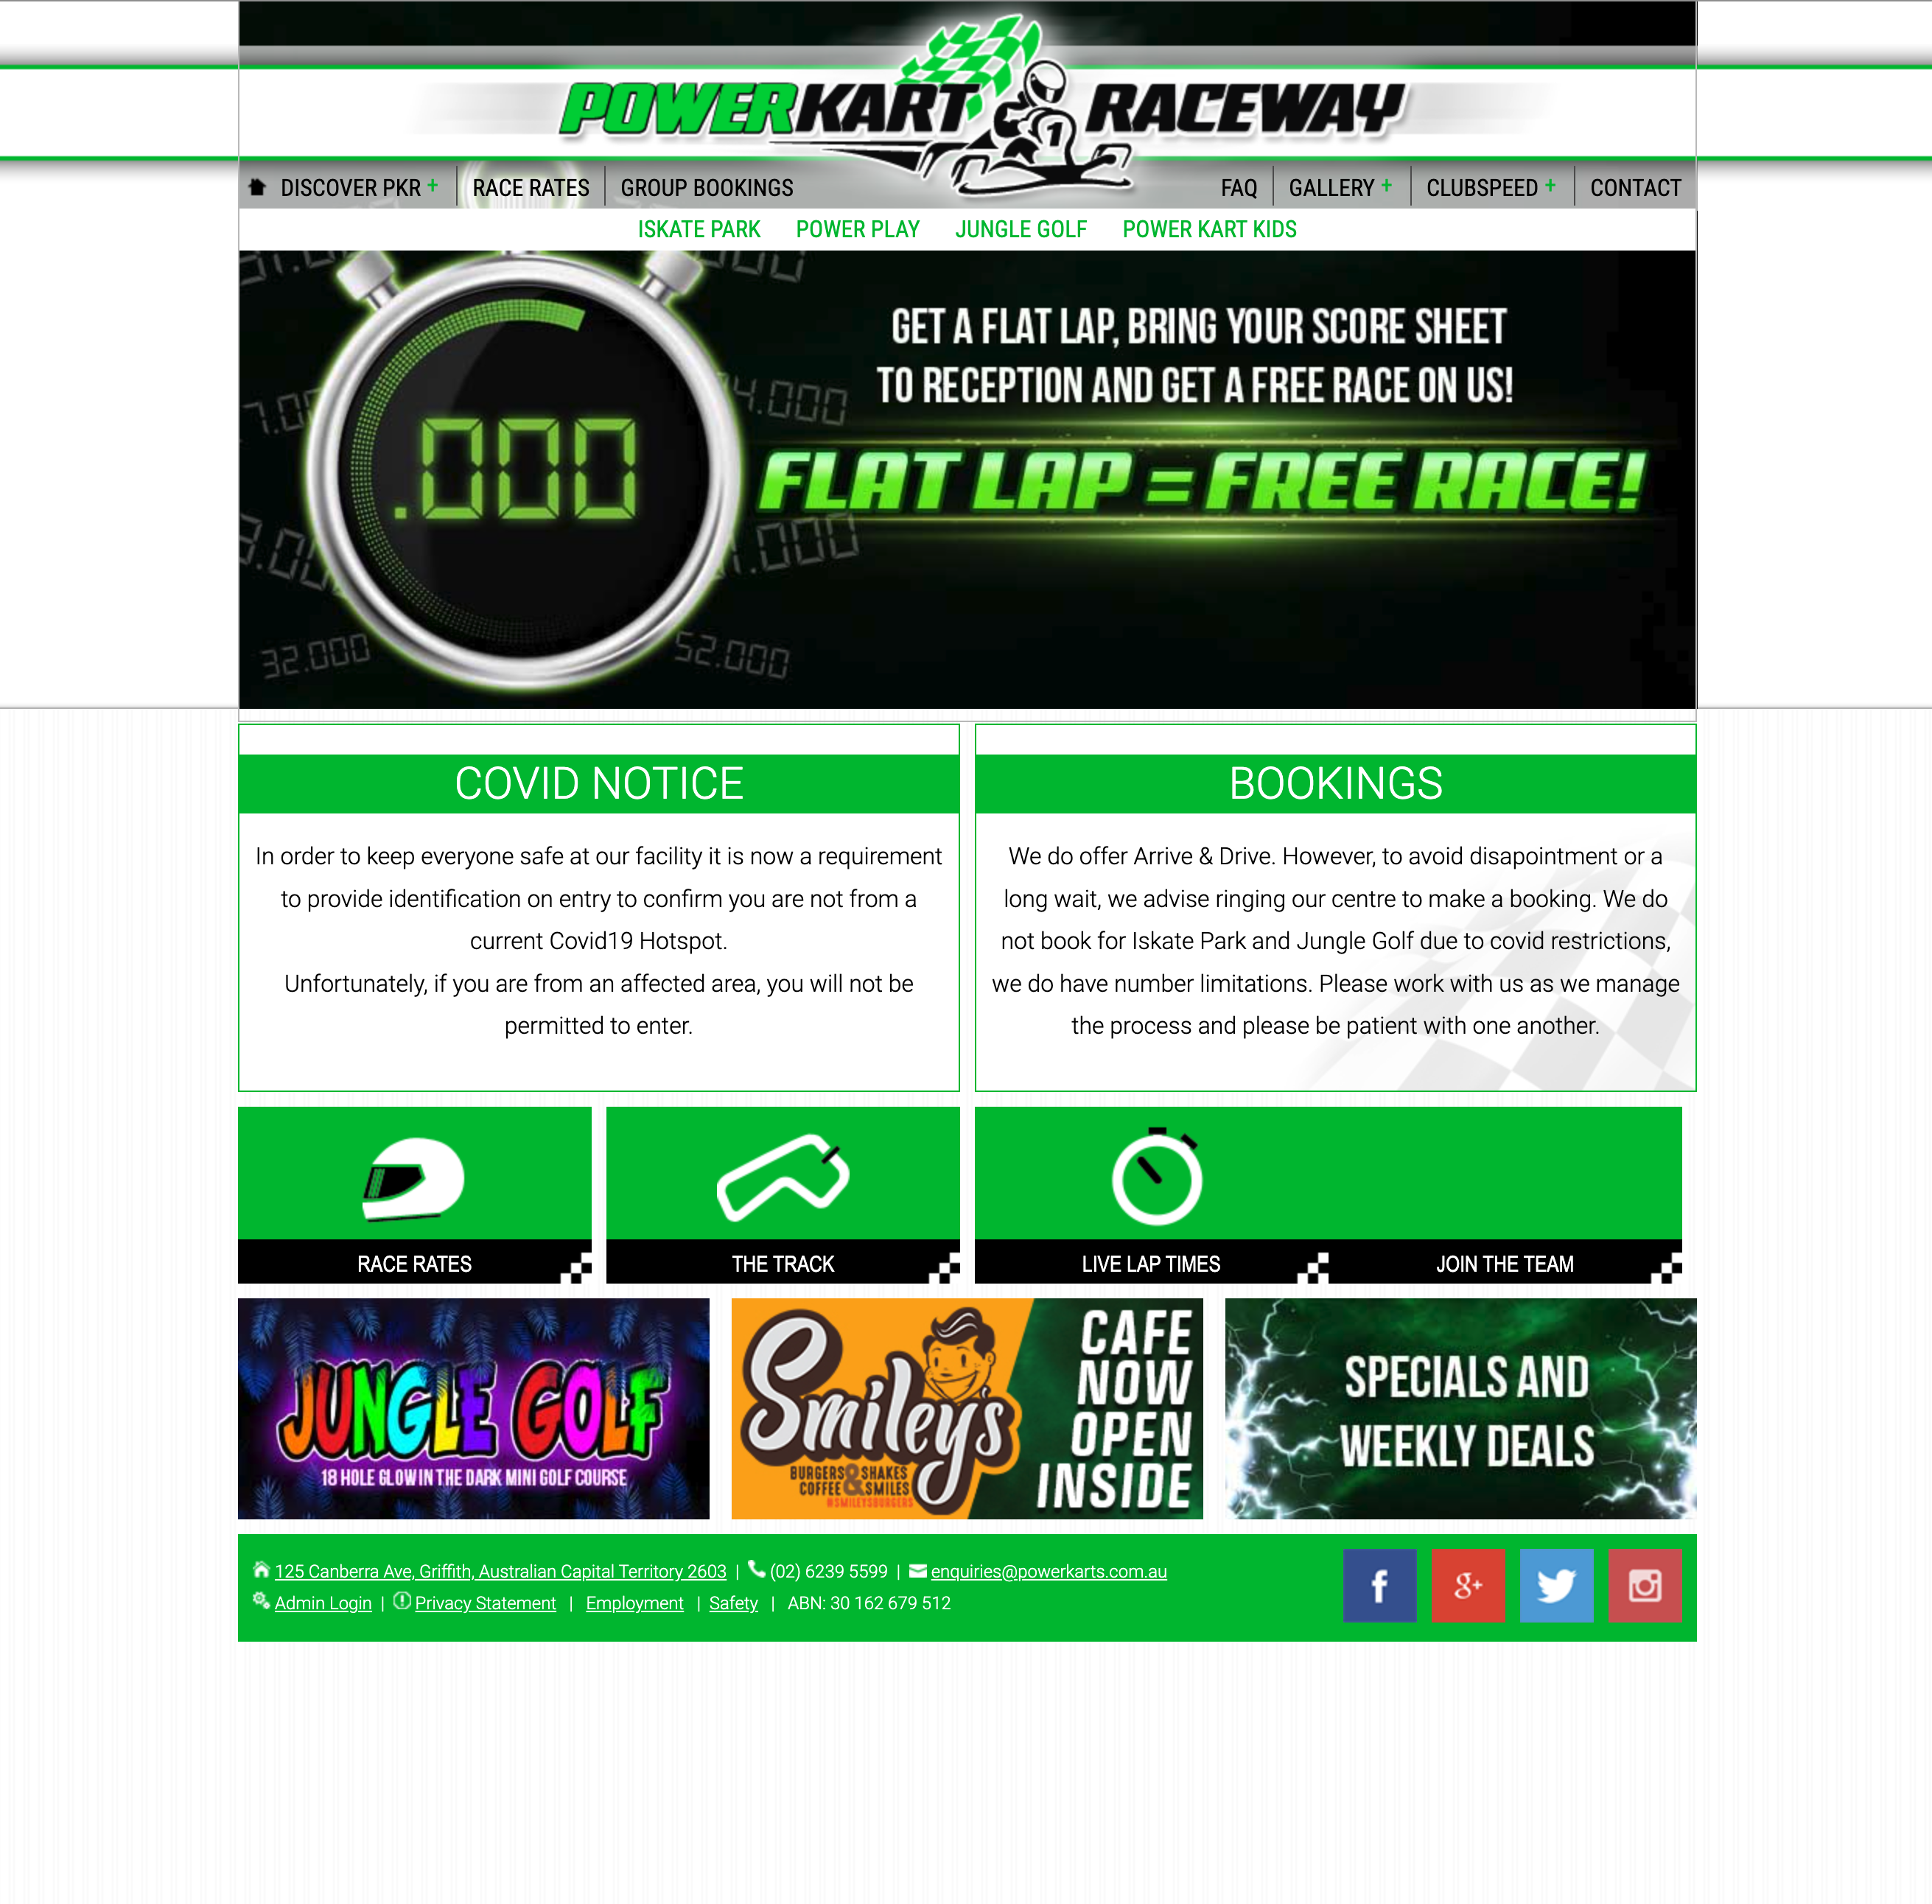 POWERKART RACEWAY
1
DISCOVER PKR +
RACE RATES
GROUP BOOKINGS
FAQ
GALLERY +
CLUBSPEED +
CONTACT
ISKATE PARK
POWER PLAY
JUNGLE GOLF
POWER KART KIDS
GET A FLAT LAP, BRING YOUR SCORE SHEET
TO RECEPTION AND GET A FREE RACE ON US!
FLAT LAP = FREE RACE!
.000
32.000
52.000
COVID NOTICE
In order to keep everyone safe at our facility it is now a requirement
to provide identification on entry to confirm you are not from a
current Covid19 Hotspot.
Unfortunately, if you are from an affected area, you will not be
permitted to enter.
BOOKINGS
We do offer Arrive & Drive. However, to avoid disapointment or a
long wait, we advise ringing our centre to make a booking. We do
not book for Iskate Park and Jungle Golf due to covid restrictions,
we do have number limitations. Please work with us as we manage
the process and please be patient with one another.
RACE RATES
THE TRACK
LIVE LAP TIMES
JOIN THE TEAM
JUNGLE GOLF
18 HOLE GLOW IN THE DARK MINI GOLF COURSE
Smiley's
BURGERS & SHAKES
COFFEE & SMILES
#SMILEYSBURGERS
CAFE
NOW
OPEN
INSIDE
SPECIALS AND
WEEKLY DEALS
125 Canberra Ave, Griffith, Australian Capital Territory 2603 | (02) 6239 5599 | enquiries@powerkarts.com.au
Admin Login | Privacy Statement | Employment | Safety | ABN: 30 162 679 512
f
g+